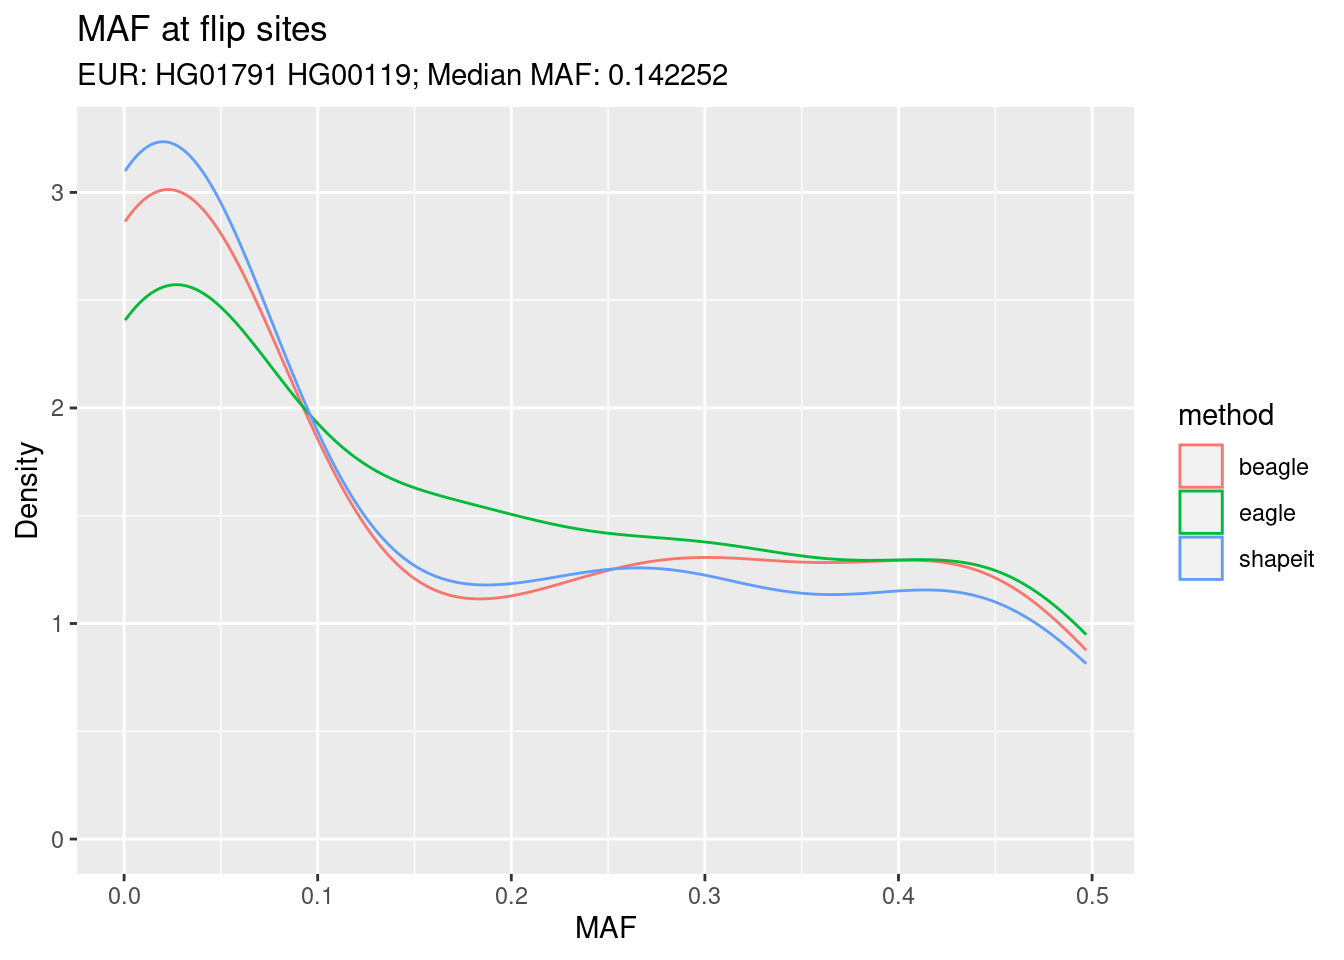 MAF at flip sites
EUR: HG01791 HG00119; Median MAF: 0.142252
Density
3
2
1
0
0.0 0.1 0.2 0.3 0.4 0.5
MAF
method
beagle
eagle
shapeit